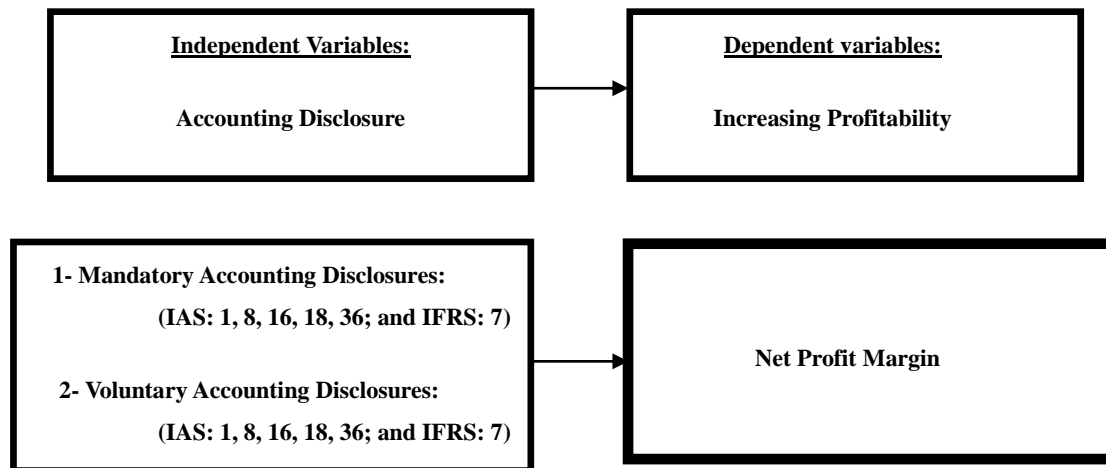 Independent Variables:
Accounting Disclosure
Dependent variables:
Increasing Profitability
1- Mandatory Accounting Disclosures:
(IAS: 1, 8, 16, 18, 36; and IFRS: 7)
2- Voluntary Accounting Disclosures:
(IAS: 1, 8, 16, 18, 36; and IFRS: 7)
Net Profit Margin